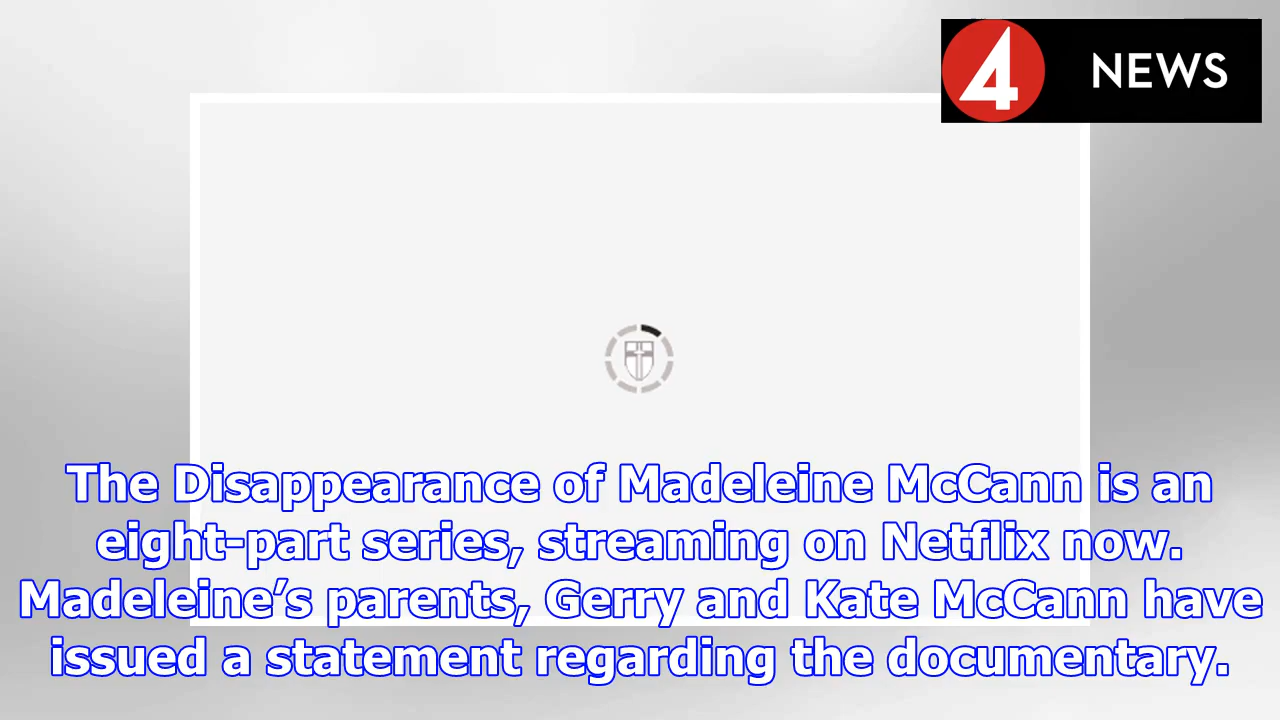 4 NEWS
The Disappearance of Madeleine McCann is an
eight-part series, streaming on Netflix now.
Madeleine’s parents, Gerry and Kate McCann have
issued a statement regarding the documentary.